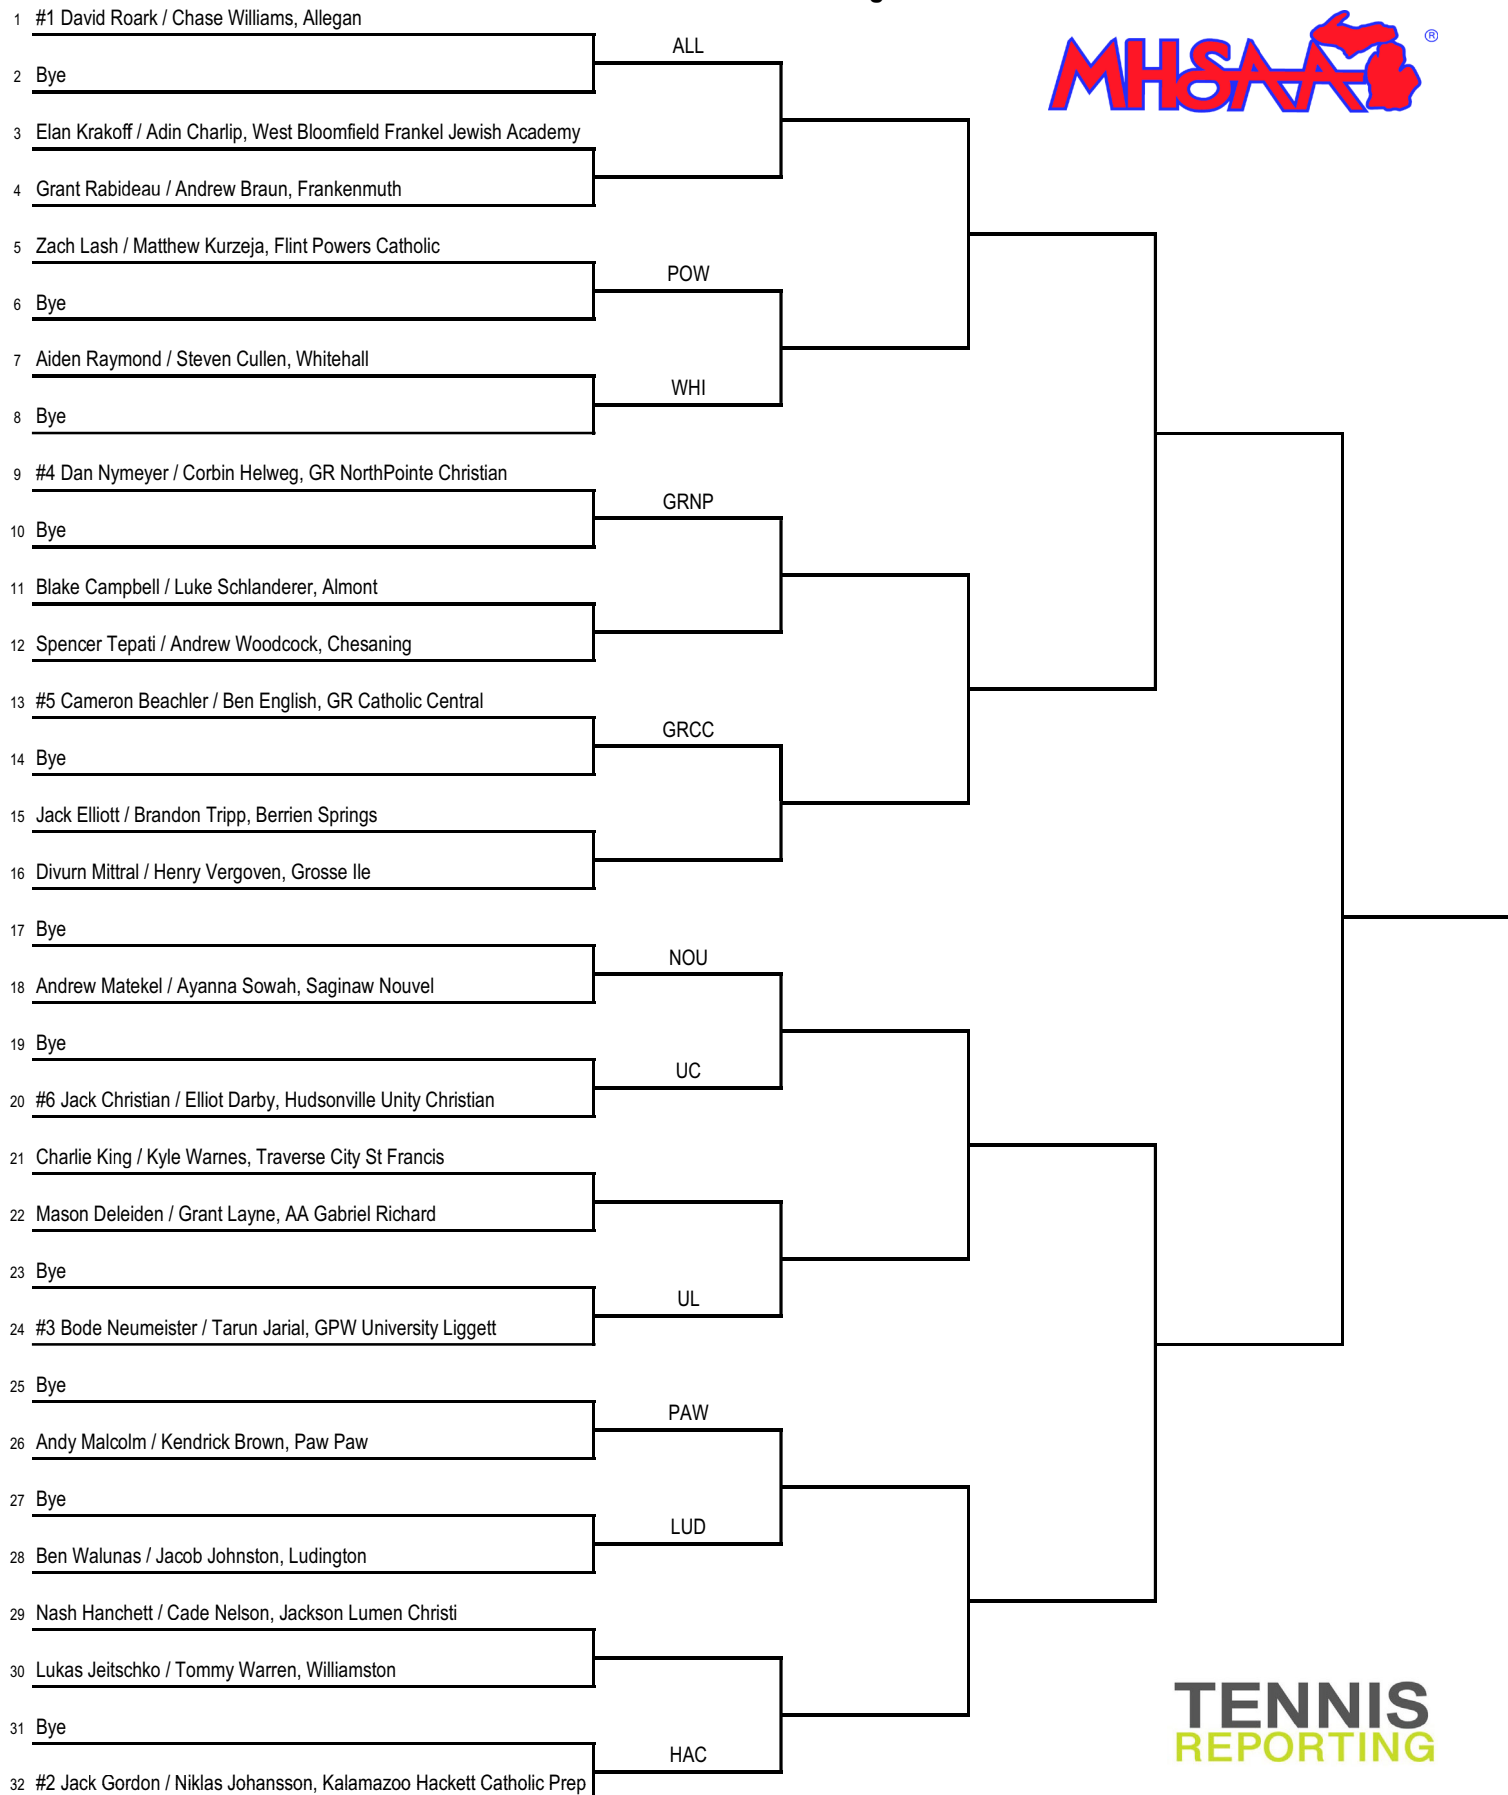 1 #1 David Roark / Chase Williams, Allegan
ALL
MHSAA ®
2 Bye
3 Elan Krakoff / Adin Charlip, West Bloomfield Frankel Jewish Academy
4 Grant Rabideau / Andrew Braun, Frankenmuth
5 Zach Lash / Matthew Kurzeja, Flint Powers Catholic
POW
6 Bye
7 Aiden Raymond / Steven Cullen, Whitehall
WHI
8 Bye
9 #4 Dan Nymeyer / Corbin Helweg, GR NorthPointe Christian
GRNP
10 Bye
11 Blake Campbell / Luke Schlanderer, Almont
12 Spencer Tepati / Andrew Woodcock, Chesaning
13 #5 Cameron Beachler / Ben English, GR Catholic Central
GRCC
14 Bye
15 Jack Elliott / Brandon Tripp, Berrien Springs
16 Divurn Mittral / Henry Vergoven, Grosse Ile
17 Bye
NOU
18 Andrew Matekel / Ayanna Sowah, Saginaw Nouvel
19 Bye
UC
20 #6 Jack Christian / Elliot Darby, Hudsonville Unity Christian
21 Charlie King / Kyle Warnes, Traverse City St Francis
22 Mason Deleiden / Grant Layne, AA Gabriel Richard
23 Bye
UL
24 #3 Bode Neumeister / Tarun Jarial, GPW University Liggett
25 Bye
PAW
26 Andy Malcolm / Kendrick Brown, Paw Paw
27 Bye
LUD
28 Ben Walunas / Jacob Johnston, Ludington
29 Nash Hanchett / Cade Nelson, Jackson Lumen Christi
30 Lukas Jeitschko / Tommy Warren, Williamston
31 Bye
HAC
32 #2 Jack Gordon / Niklas Johansson, Kalamazoo Hackett Catholic Prep
TENNIS
REPORTING